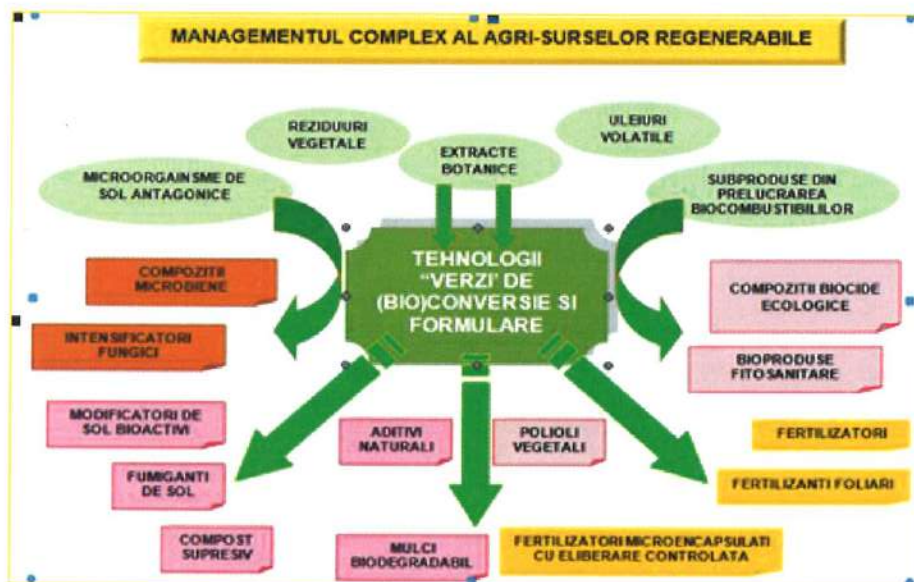 MANAGEMENTUL COMPLEX AL AGRI-SURSELOR REGENERABILE
REZIDUURI
VEGETALE
ULEIURI
VOLATILE
EXTRACTE
BOTANICE
MICROORGAINSME DE
SOL ANTAGONICE
SUBPRODUSE DIN
PRELUCRAREA
BIOCOMBUSTIBILILOR
TEHNOLOGII
"VERZI' DE
(BIO)CONVERSIE SI
FORMULARE
COMPOZITII
MICROBIENE
COMPOZITII BIOCIDE
ECOLOGICE
INTENSIFICATORI
FUNGICI
BIOPRODUSE
FITOSANITARE
MODIFICATORI DE
SOL BIOACTIVI
ADITIVI
NATURALI
POLIOLI
VEGETALI
FERTILIZATORI
FUMIGANTI
DE SOL
FERTILIZANTI FOLIARI
COMPOST
SUPRESIV
MULCI
BIODEGRADABIL
FERTILIZATORI MICROENCAPSULATI
CU ELIBERARE CONTROLATA